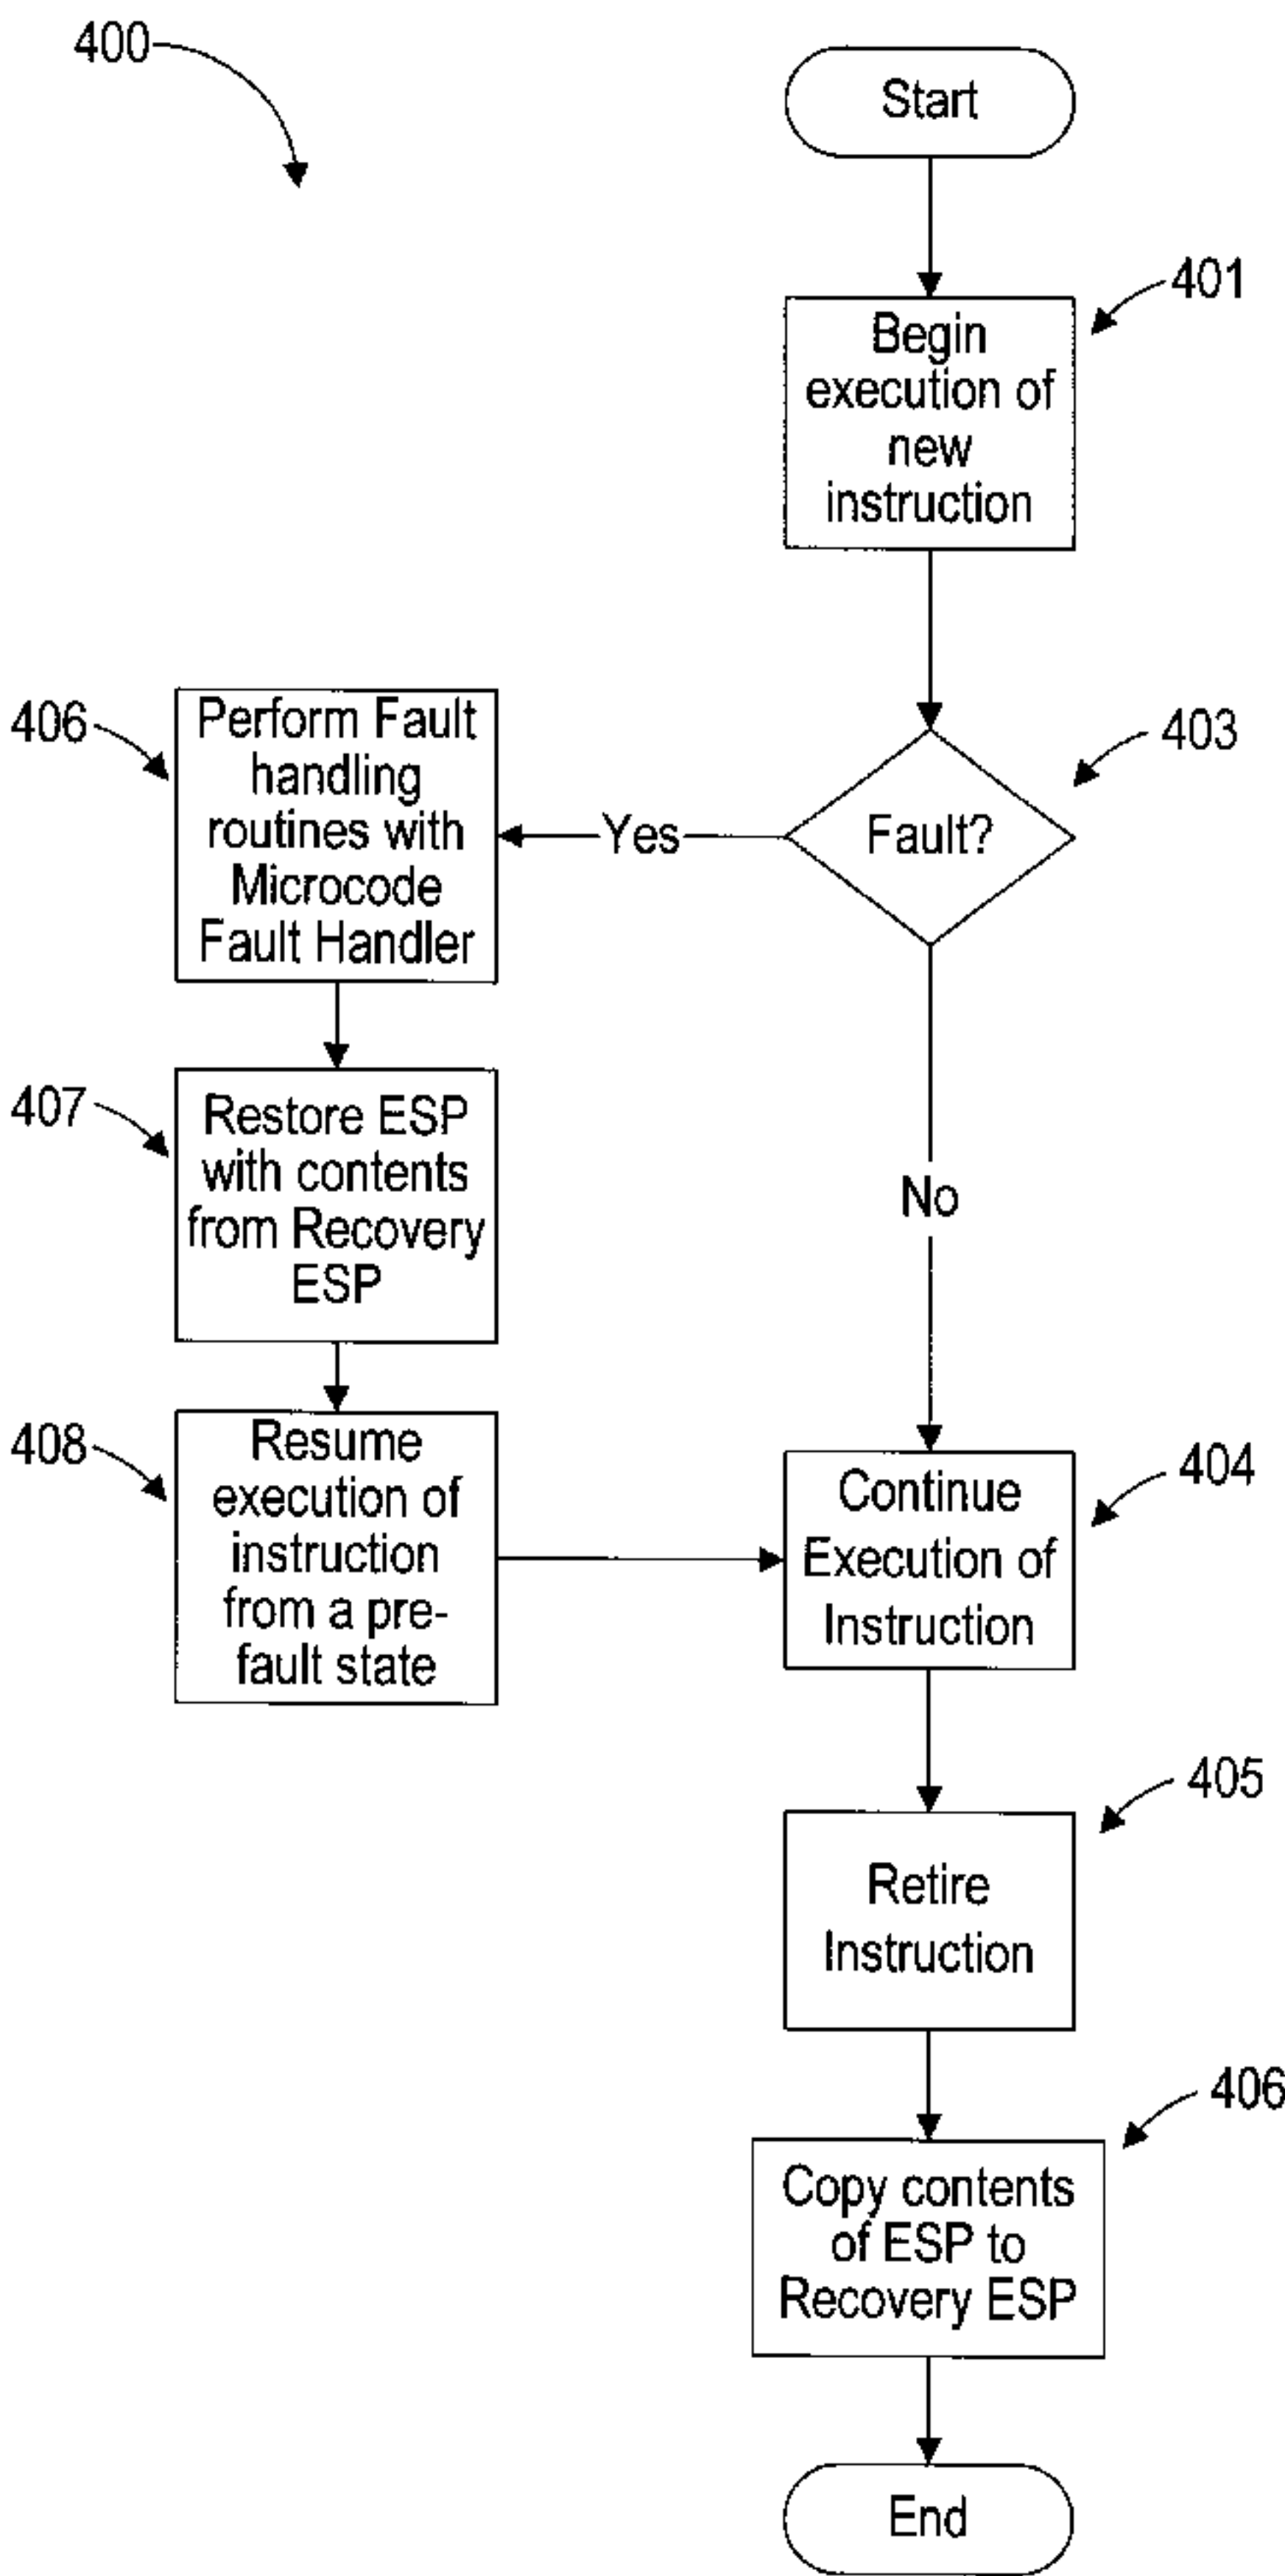 400
Start
401
Begin
execution of
new
instruction
403
Fault?
Yes
No
406
Perform Fault
handling
routines with
Microcode
Fault Handler
407
Restore ESP
with contents
from Recovery
ESP
408
Resume
execution of
instruction
from a pre-
fault state
404
Continue
Execution of
Instruction
405
Retire
Instruction
406
Copy contents
of ESP to
Recovery ESP
End